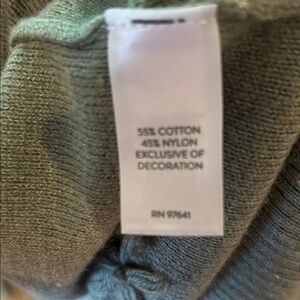 55% COTTON
45% NYLON
EXCLUSIVE OF
DECORATION
RN 97641